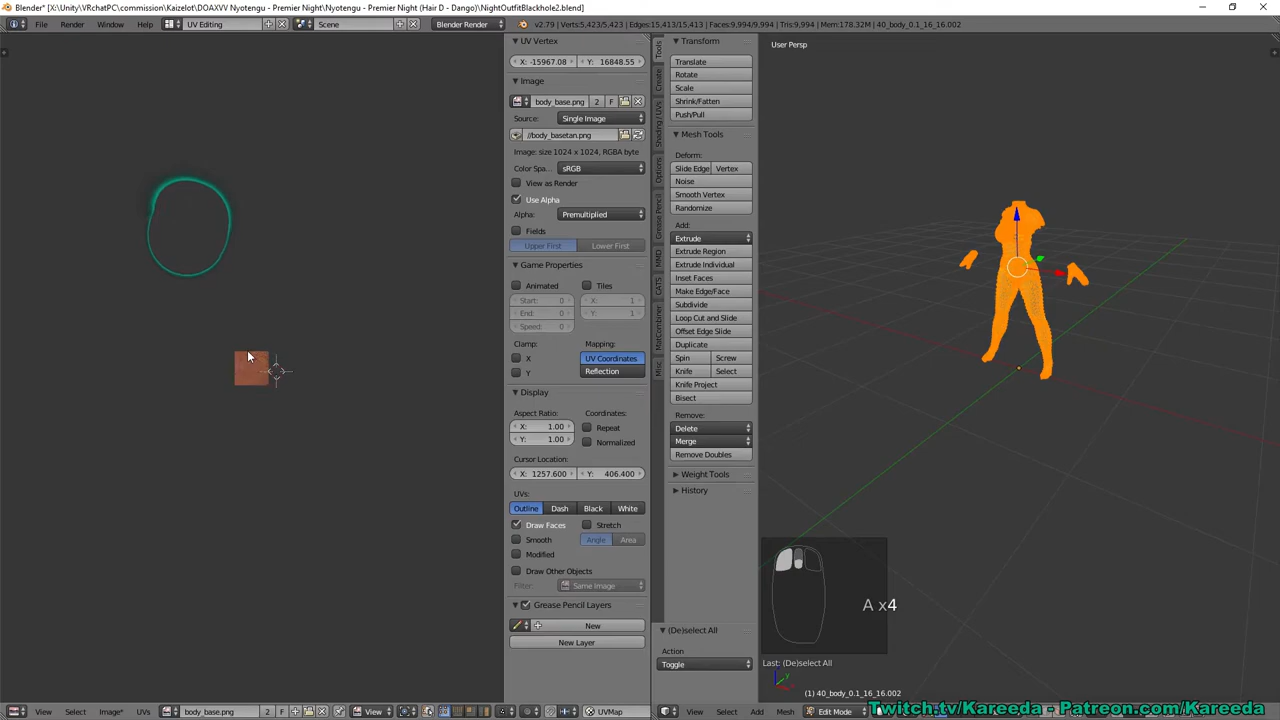 Blender* [X:\Unity\VRchatPC\community\Kaizelot\DOAXVV Nyotengu - Premier Night\Nyotengu - Premier Night (Hair D - Dango)\NightOutfitBlackhole2.blend]
File Render Window Help UV Editing Scene Blender Render v2.79 | Verts:5,423/5,423 | Edges:15,413/15,413 | Faces:9,994/9,994 | Tris:9,994 | Mem:178.32M | 40_body_0.1_16_16.002
UV Vertex
X: -15967.08 Y: 16848.55
Image
body_base.png 2 F
Source: Single Image
//body_basetan.png
Image: size 1024 x 1024, RGBA byte
Color Spa... sRGB
View as Render
Use Alpha
Alpha: Premultiplied
Fields
Upper First Lower First
Game Properties
Animated Tiles
Start: 0 X: 1
End: 0 Y: 1
Speed: 0
Clamp: Mapping:
X UV Coordinates
Y Reflection
Display
Aspect Ratio: Coordinates:
X: 1.00 Repeat
Y: 1.00 Normalized
Cursor Location:
X: 1257.600 Y: 406.400
UVs:
Outline Dash Black White
Draw Faces Stretch
Smooth Angle Area
Modified
Draw Other Objects
Filter: Same Image
Grease Pencil Layers
New
New Layer
Tools
Create
Shading / UVs
Options
Grease Pencil
MMD
CATS
MatCombiner
Misc
Transform
Translate
Rotate
Scale
Shrink/Fatten
Push/Pull
Mesh Tools
Deform:
Slide Edge Vertex
Noise
Smooth Vertex
Randomize
Add:
Extrude
Extrude Region
Extrude Individual
Inset Faces
Make Edge/Face
Subdivide
Loop Cut and Slide
Offset Edge Slide
Duplicate
Spin Screw
Knife Select
Knife Project
Bisect
Remove:
Delete
Merge
Remove Doubles
Weight Tools
History
(De)select All
Action
Toggle
User Persp
A x4
Last: (De)select All
(1) 40_body_0.1_16_16.002
View Select Image* UVs body_base.png 2 F View UVMap View Select Add Mesh Edit Mode
Twitch.tv/Kareeda - Patreon.com/Kareeda